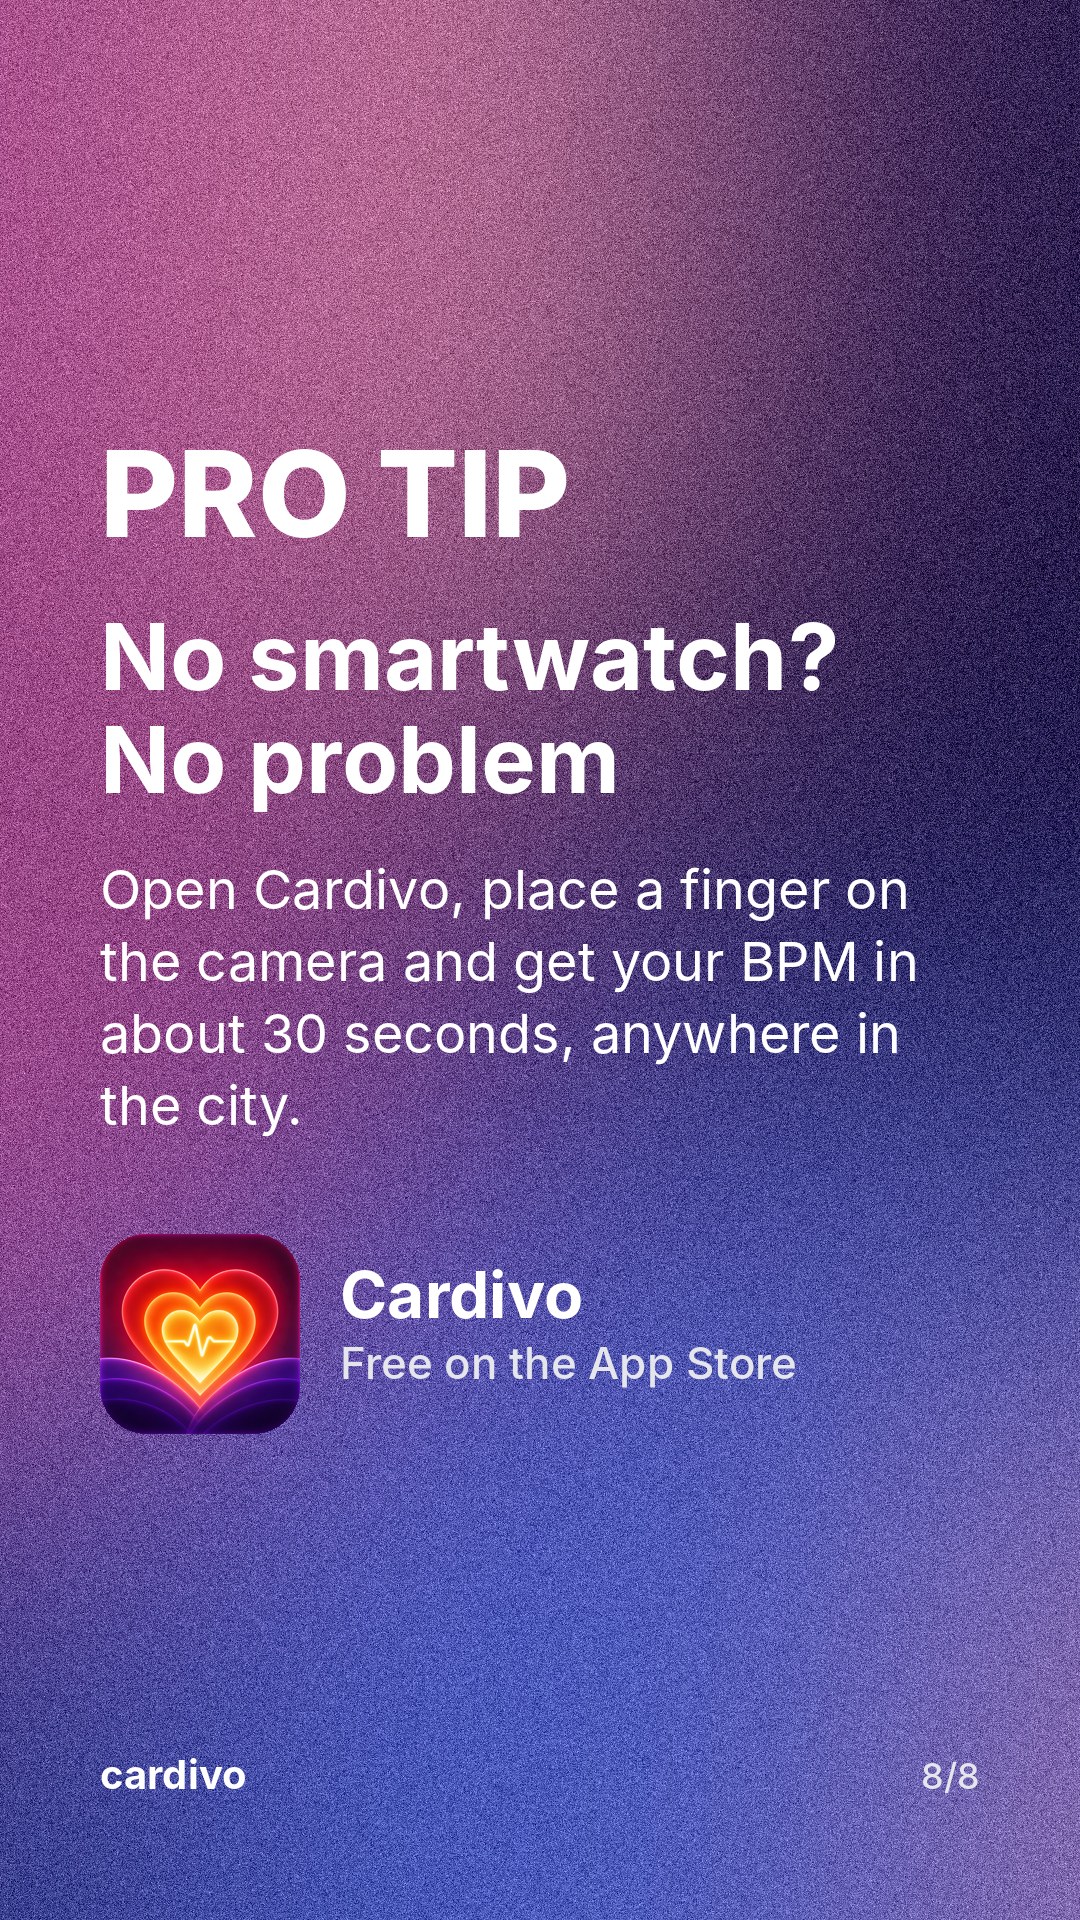 PRO TIP
No smartwatch?
No problem
Open Cardivo, place a finger on
the camera and get your BPM in
about 30 seconds, anywhere in
the city.
Cardivo
Free on the App Store
cardivo
8/8